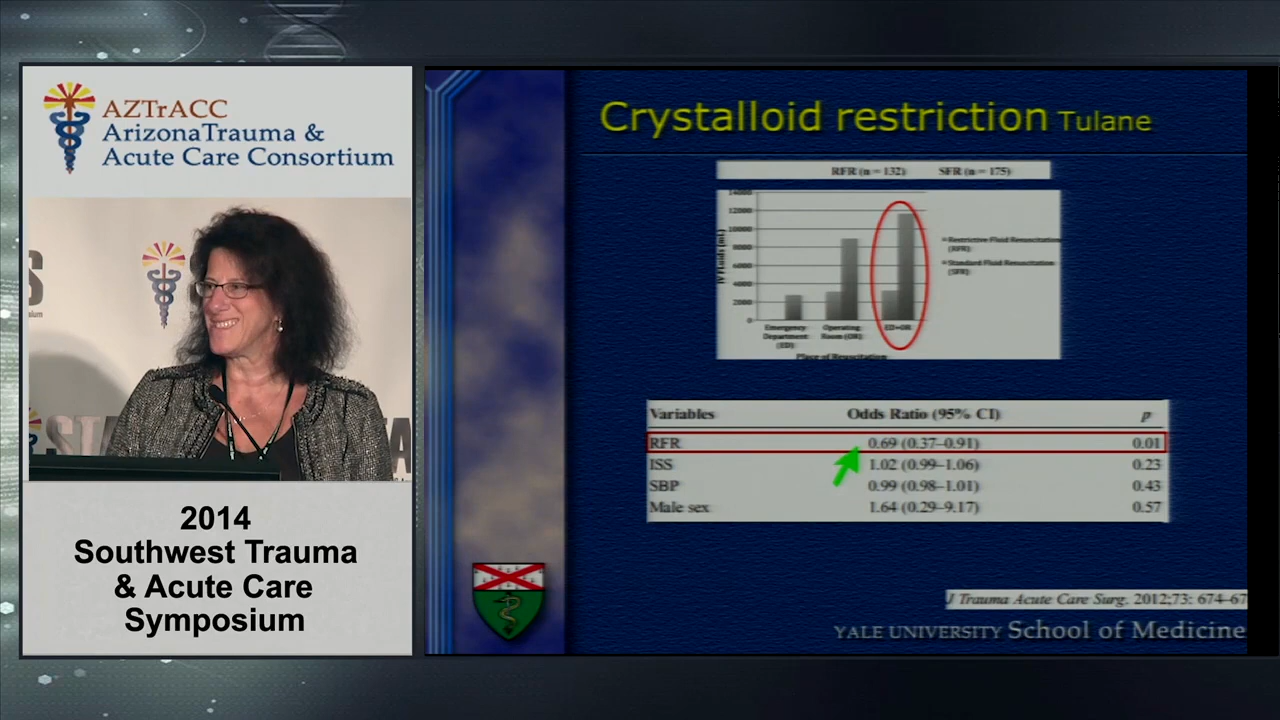 AZTrACC
ArizonaTrauma &
Acute Care Consortium
2014
Southwest Trauma
& Acute Care
Symposium
Crystalloid restriction Tulane
RFR (n = 132) SFR (n = 175)
14000
12000
10000
8000
6000
4000
2000
0
IV Fluids (mL)
Emergency
Department
(ED)
Operating
Room (OR)
ED+OR
Place of Resuscitation
Restrictive Fluid Resuscitation
(RFR)
Standard Fluid Resuscitation
(SFR)
Variables Odds Ratio (95% CI) p
RFR 0.69 (0.37–0.91) 0.01
ISS 1.02 (0.99–1.06) 0.23
SBP 0.99 (0.98–1.01) 0.43
Male sex 1.64 (0.29–9.17) 0.57
J Trauma Acute Care Surg. 2012;73: 674–67
YALE UNIVERSITY School of Medicine